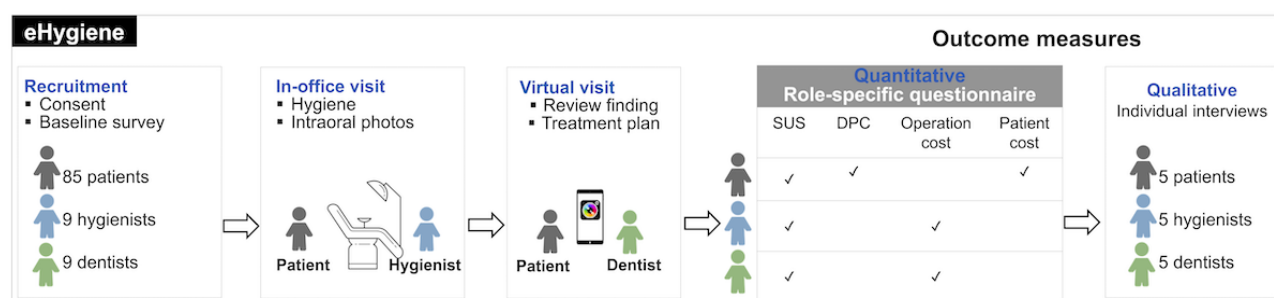 eHygiene
Outcome measures
Recruitment
▪ Consent
▪ Baseline survey
85 patients
9 hygienists
9 dentists
In-office visit
▪ Hygiene
▪ Intraoral photos
Patient
Hygienist
Virtual visit
▪ Review finding
▪ Treatment plan
Patient
Dentist
Quantitative
Role-specific questionnaire
SUS DPC Operation cost Patient cost
✓ ✓ ✓
✓ ✓
✓ ✓
Qualitative
Individual interviews
5 patients
5 hygienists
5 dentists